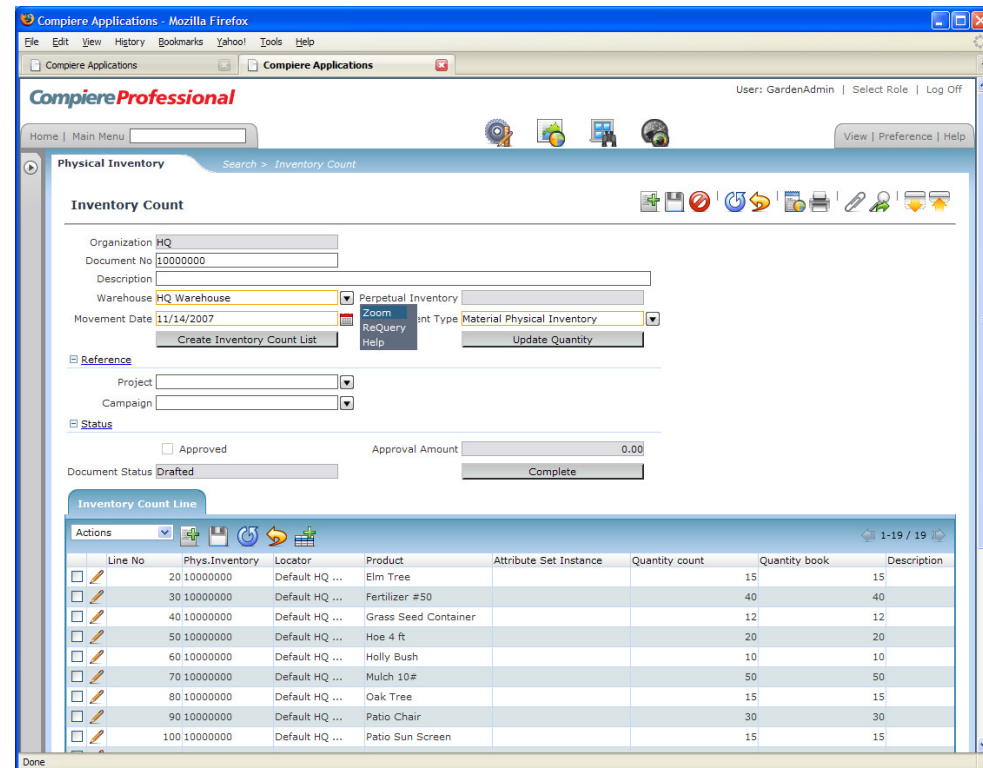 Compiere Applications - Mozilla Firefox
File Edit View History Bookmarks Yahoo! Tools Help
Compiere Applications Compiere Applications
Compiere Professional
User: GardenAdmin | Select Role | Log Off
Home | Main Menu
View | Preference | Help
Physical Inventory Search > Inventory Count
Inventory Count
Organization HQ
Document No 10000000
Description
Warehouse HQ Warehouse Perpetual Inventory
Movement Date 11/14/2007 Zoom ent Type Material Physical Inventory
ReQuery
Create Inventory Count List Help Update Quantity
Reference
Project
Campaign
Status
Approved Approval Amount 0.00
Document Status Drafted Complete
Inventory Count Line
Actions 1-19 / 19
Line No Phys.Inventory Locator Product Attribute Set Instance Quantity count Quantity book Description
20 10000000 Default HQ ... Elm Tree 15 15
30 10000000 Default HQ ... Fertilizer #50 40 40
40 10000000 Default HQ ... Grass Seed Container 12 12
50 10000000 Default HQ ... Hoe 4 ft 20 20
60 10000000 Default HQ ... Holly Bush 10 10
70 10000000 Default HQ ... Mulch 10# 50 50
80 10000000 Default HQ ... Oak Tree 15 15
90 10000000 Default HQ ... Patio Chair 30 30
100 10000000 Default HQ ... Patio Sun Screen 15 15
Done